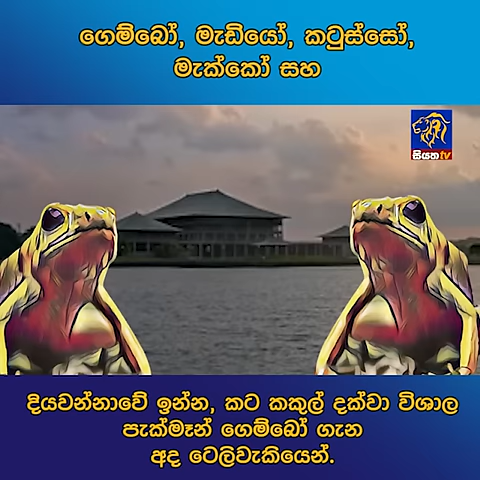 ගෙම්බෝ, මැඩියෝ, කටුස්සෝ,
මැක්කෝ සහ
සියත tv
දියවන්නාවේ ඉන්න, කට කකුල් දක්වා විශාල
පැක්මෑන් ගෙම්බෝ ගැන
අද ටෙලිවැකියෙන්.